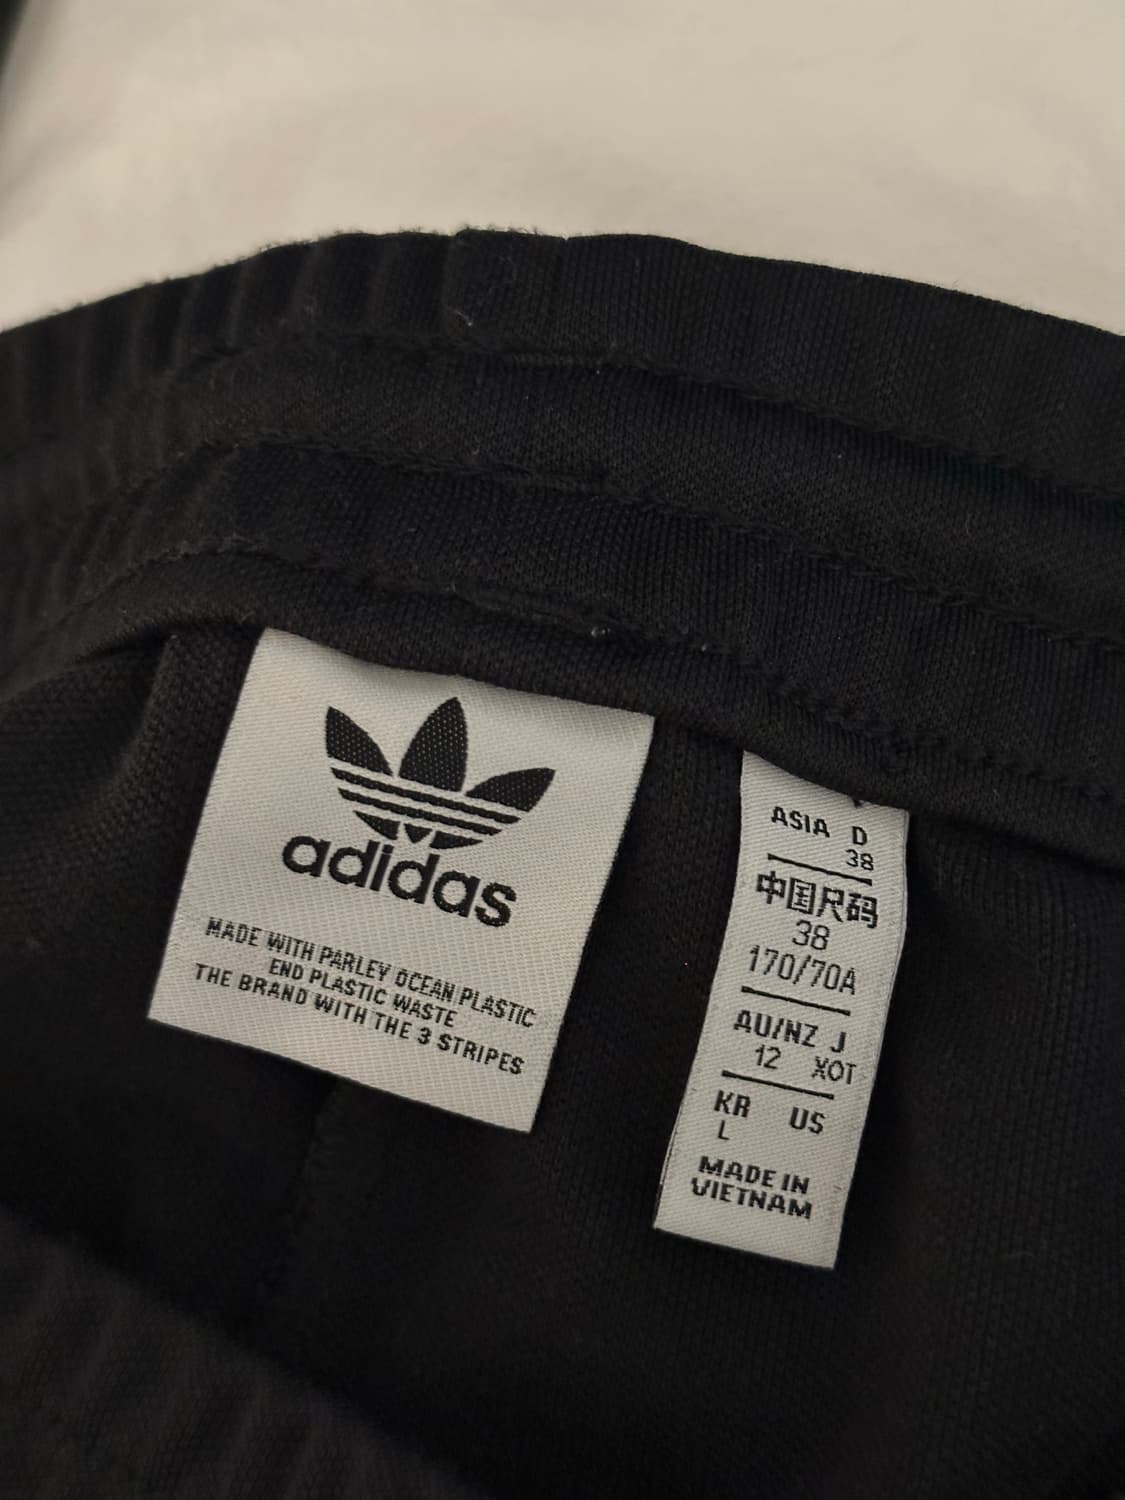 adidas
MADE WITH PARLEY OCEAN PLASTIC
END PLASTIC WASTE
THE BRAND WITH THE 3 STRIPES
ASIA D
38
中国尺码
38
170/70A
AU/NZ J
12 XOT
KR US
L
MADE IN
VIETNAM